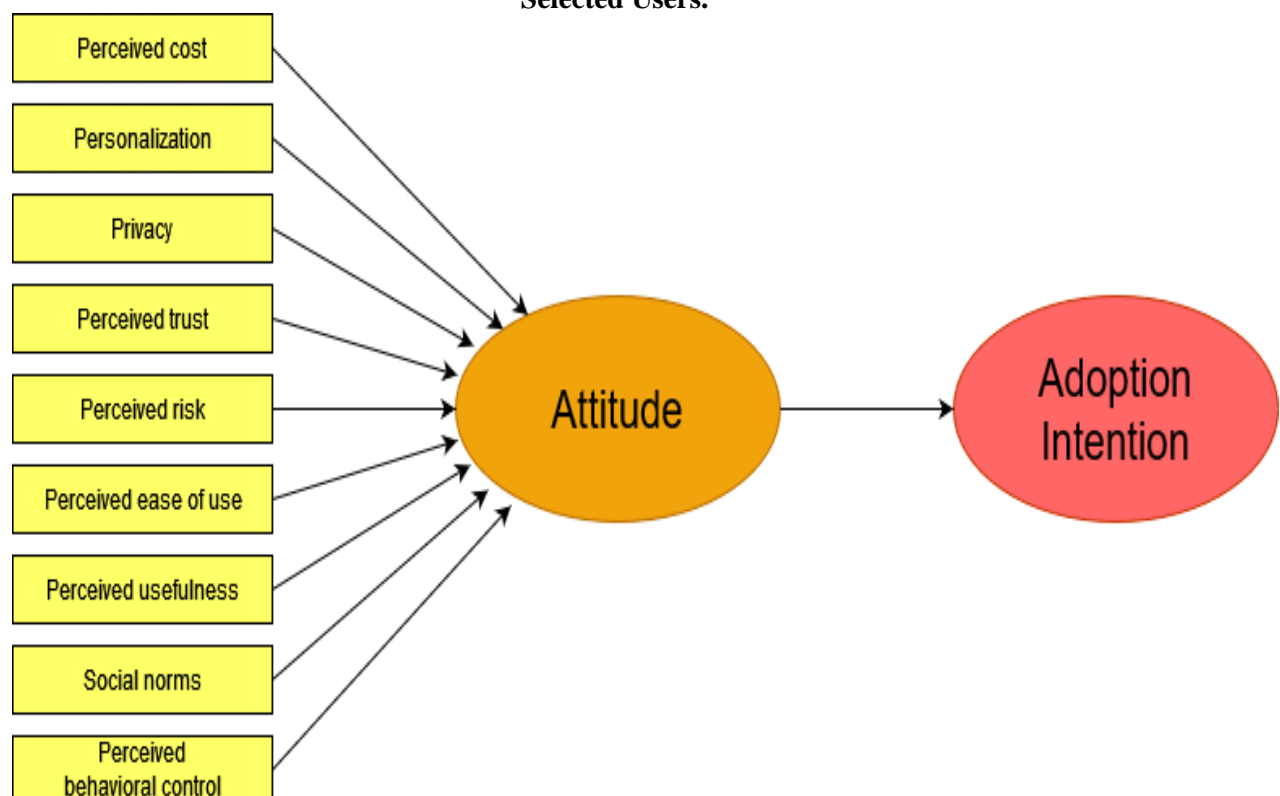 Selected Users.
Perceived cost
Personalization
Privacy
Perceived trust
Perceived risk
Perceived ease of use
Perceived usefulness
Social norms
Perceived
behavioral control
Attitude
Adoption
Intention